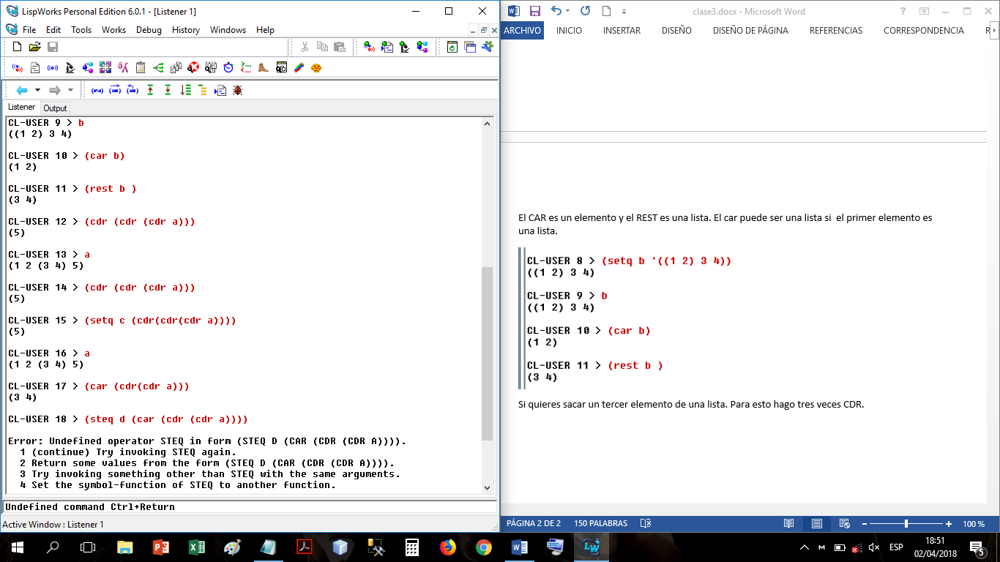 LispWorks Personal Edition 6.0.1 - [Listener 1]
File Edit Tools Works Debug History Windows Help
Listener Output
CL-USER 9 > b
((1 2) 3 4)
CL-USER 10 > (car b)
(1 2)
CL-USER 11 > (rest b )
(3 4)
CL-USER 12 > (cdr (cdr (cdr a)))
(5)
CL-USER 13 > a
(1 2 (3 4) 5)
CL-USER 14 > (cdr (cdr (cdr a)))
(5)
CL-USER 15 > (setq c (cdr(cdr(cdr a))))
(5)
CL-USER 16 > a
(1 2 (3 4) 5)
CL-USER 17 > (car (cdr(cdr a)))
(3 4)
CL-USER 18 > (steq d (car (cdr (cdr a))))
Error: Undefined operator STEQ in form (STEQ D (CAR (CDR (CDR A)))).
1 (continue) Try invoking STEQ again.
2 Return some values from the form (STEQ D (CAR (CDR (CDR A)))).
3 Try invoking something other than STEQ with the same arguments.
4 Set the symbol-function of STEQ to another function.
Undefined command Ctrl+Return
Active Window : Listener 1
clase3.docx - Microsoft Word
ARCHIVO INICIO INSERTAR DISEÑO DISEÑO DE PÁGINA REFERENCIAS CORRESPONDENCIA R
El CAR es un elemento y el REST es una lista. El car puede ser una lista si el primer elemento es
una lista.
CL-USER 8 > (setq b '((1 2) 3 4))
((1 2) 3 4)
CL-USER 9 > b
((1 2) 3 4)
CL-USER 10 > (car b)
(1 2)
CL-USER 11 > (rest b )
(3 4)
Si quieres sacar un tercer elemento de una lista. Para esto hago tres veces CDR.
PÁGINA 2 DE 2 150 PALABRAS 100 %
ESP
18:51
02/04/2018
5